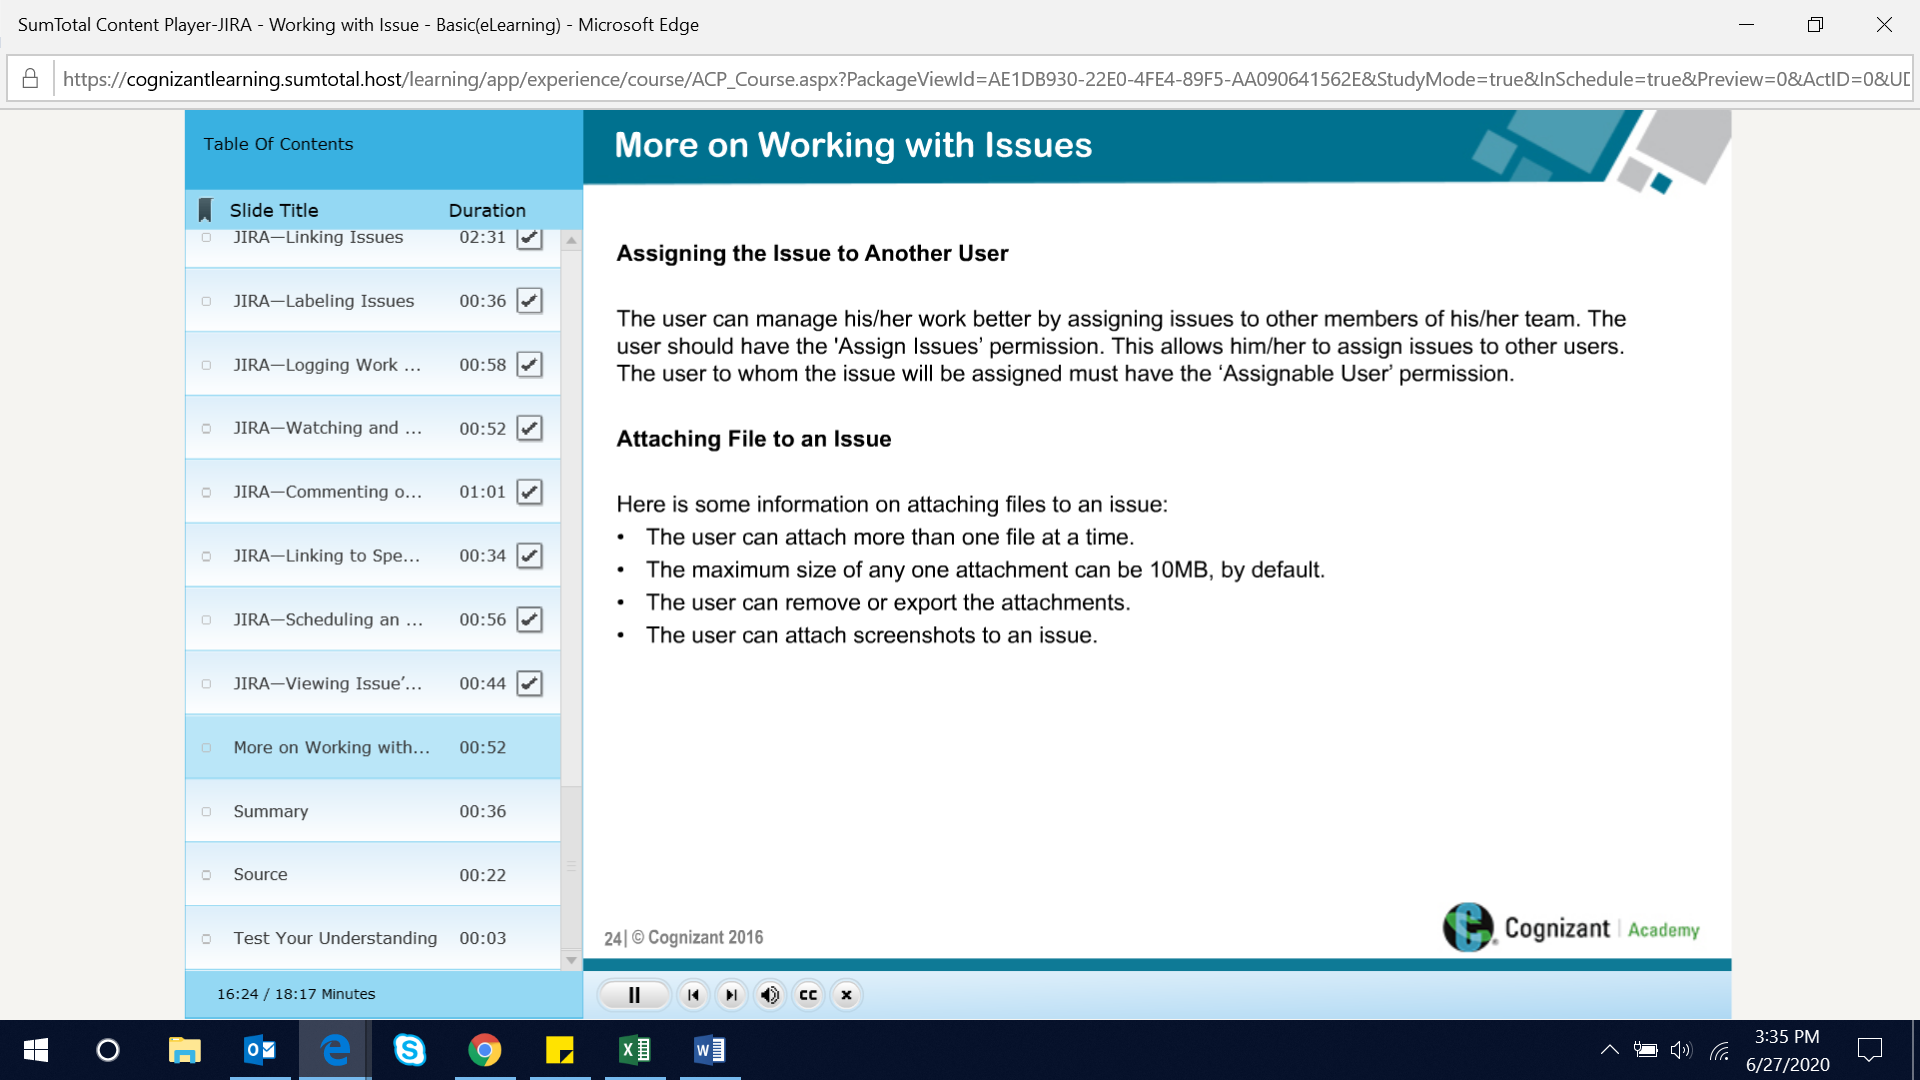 SumTotal Content Player-JIRA - Working with Issue - Basic(eLearning) - Microsoft Edge
https://cognizantlearning.sumtotal.host/learning/app/experience/course/ACP_Course.aspx?PackageViewId=AE1DB930-22E0-4FE4-89F5-AA090641562E&StudyMode=true&InSchedule=true&Preview=0&ActID=0&UD
Table Of Contents
Slide Title Duration
JIRA—Linking Issues 02:31
JIRA—Labeling Issues 00:36
JIRA—Logging Work ... 00:58
JIRA—Watching and ... 00:52
JIRA—Commenting o... 01:01
JIRA—Linking to Spe... 00:34
JIRA—Scheduling an ... 00:56
JIRA—Viewing Issue’... 00:44
More on Working with... 00:52
Summary 00:36
Source 00:22
Test Your Understanding 00:03
16:24 / 18:17 Minutes
More on Working with Issues
Assigning the Issue to Another User
The user can manage his/her work better by assigning issues to other members of his/her team. The
user should have the 'Assign Issues’ permission. This allows him/her to assign issues to other users.
The user to whom the issue will be assigned must have the ‘Assignable User’ permission.
Attaching File to an Issue
Here is some information on attaching files to an issue:
• The user can attach more than one file at a time.
• The maximum size of any one attachment can be 10MB, by default.
• The user can remove or export the attachments.
• The user can attach screenshots to an issue.
24| © Cognizant 2016
Cognizant | Academy
CC
3:35 PM
6/27/2020